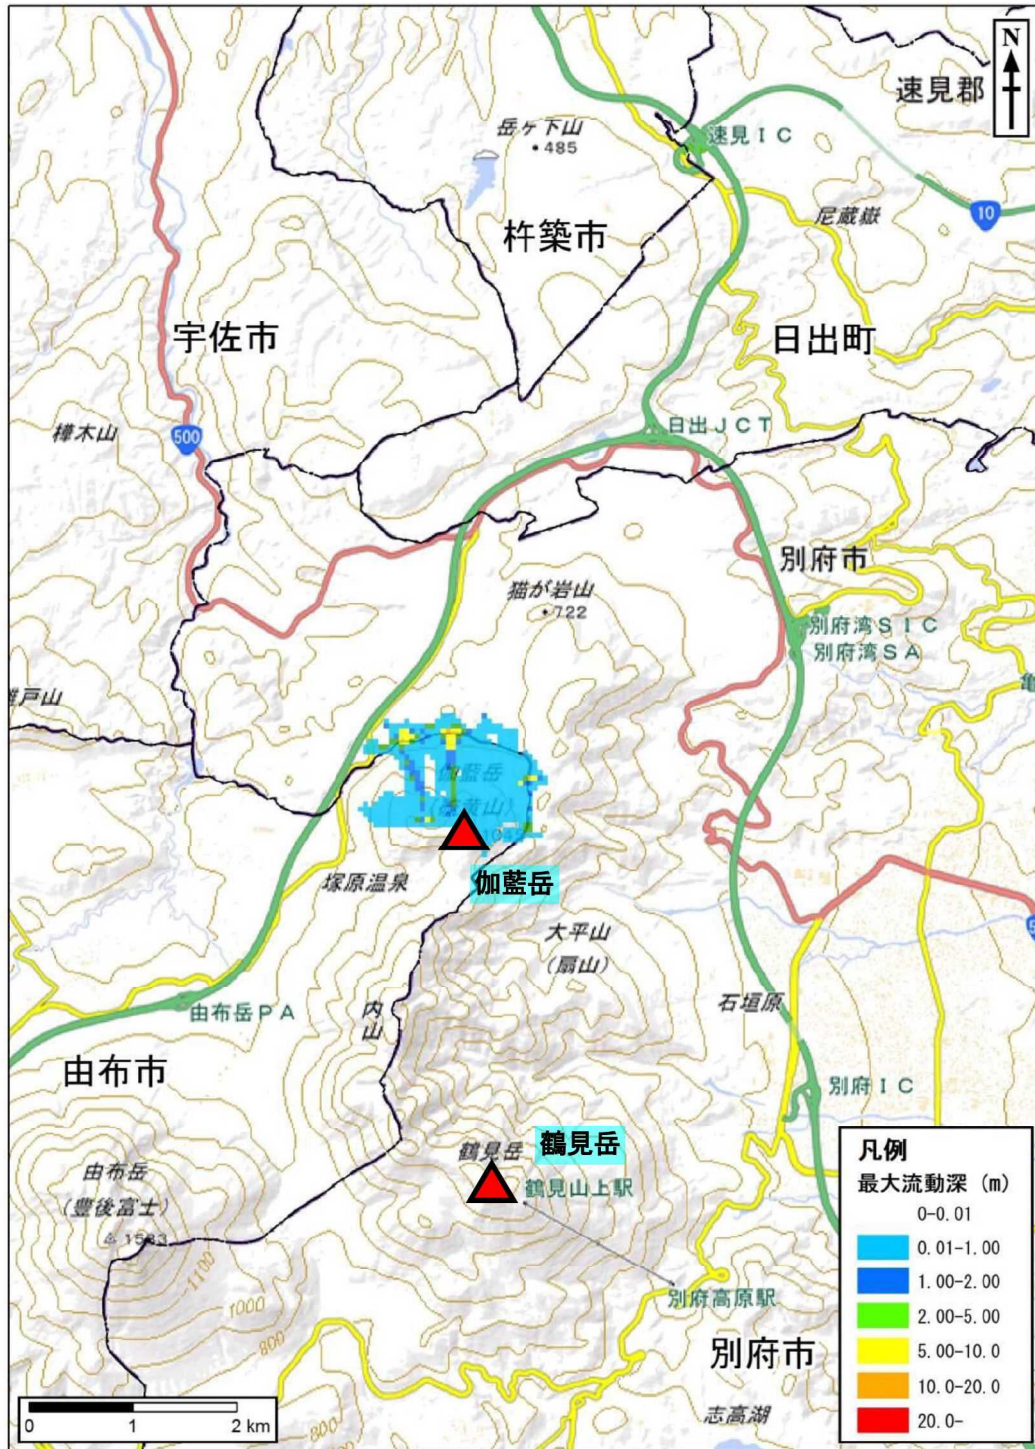 N
速見郡
岳ヶ下山
・485
速見IC
尼蔵嶽
10
杵築市
宇佐市
日出町
500
樺木山
日出JCT
別府市
猫が岩山
・722
別府湾SIC
別府湾SA
伽藍岳
伽藍岳
塚原温泉
大平山
(扇山)
石垣原
内山
由布岳PA
由布市
別府IC
鶴見岳
鶴見岳
鶴見山上駅
由布岳
(豊後富士)
1583
1100
1000
800
800
別府高原駅
別府市
志高湖
0 1 2 km
凡例
最大流動深 (m)
0-0.01
0.01-1.00
1.00-2.00
2.00-5.00
5.00-10.0
10.0-20.0
20.0-